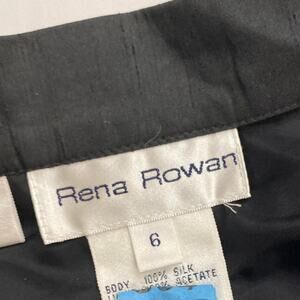 Rena Rowan
6
BODY 100% SILK
ACETATE